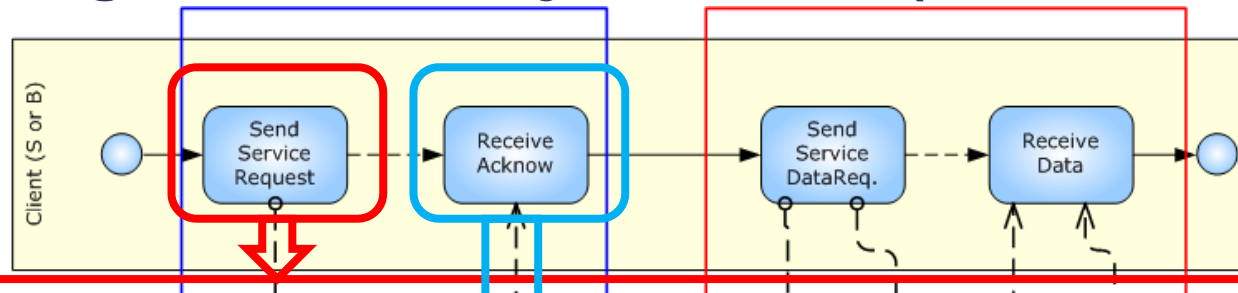 Client (S or B)
Send
Service
Request
Receive
Acknow
Send
Service
DataReq.
Receive
Data